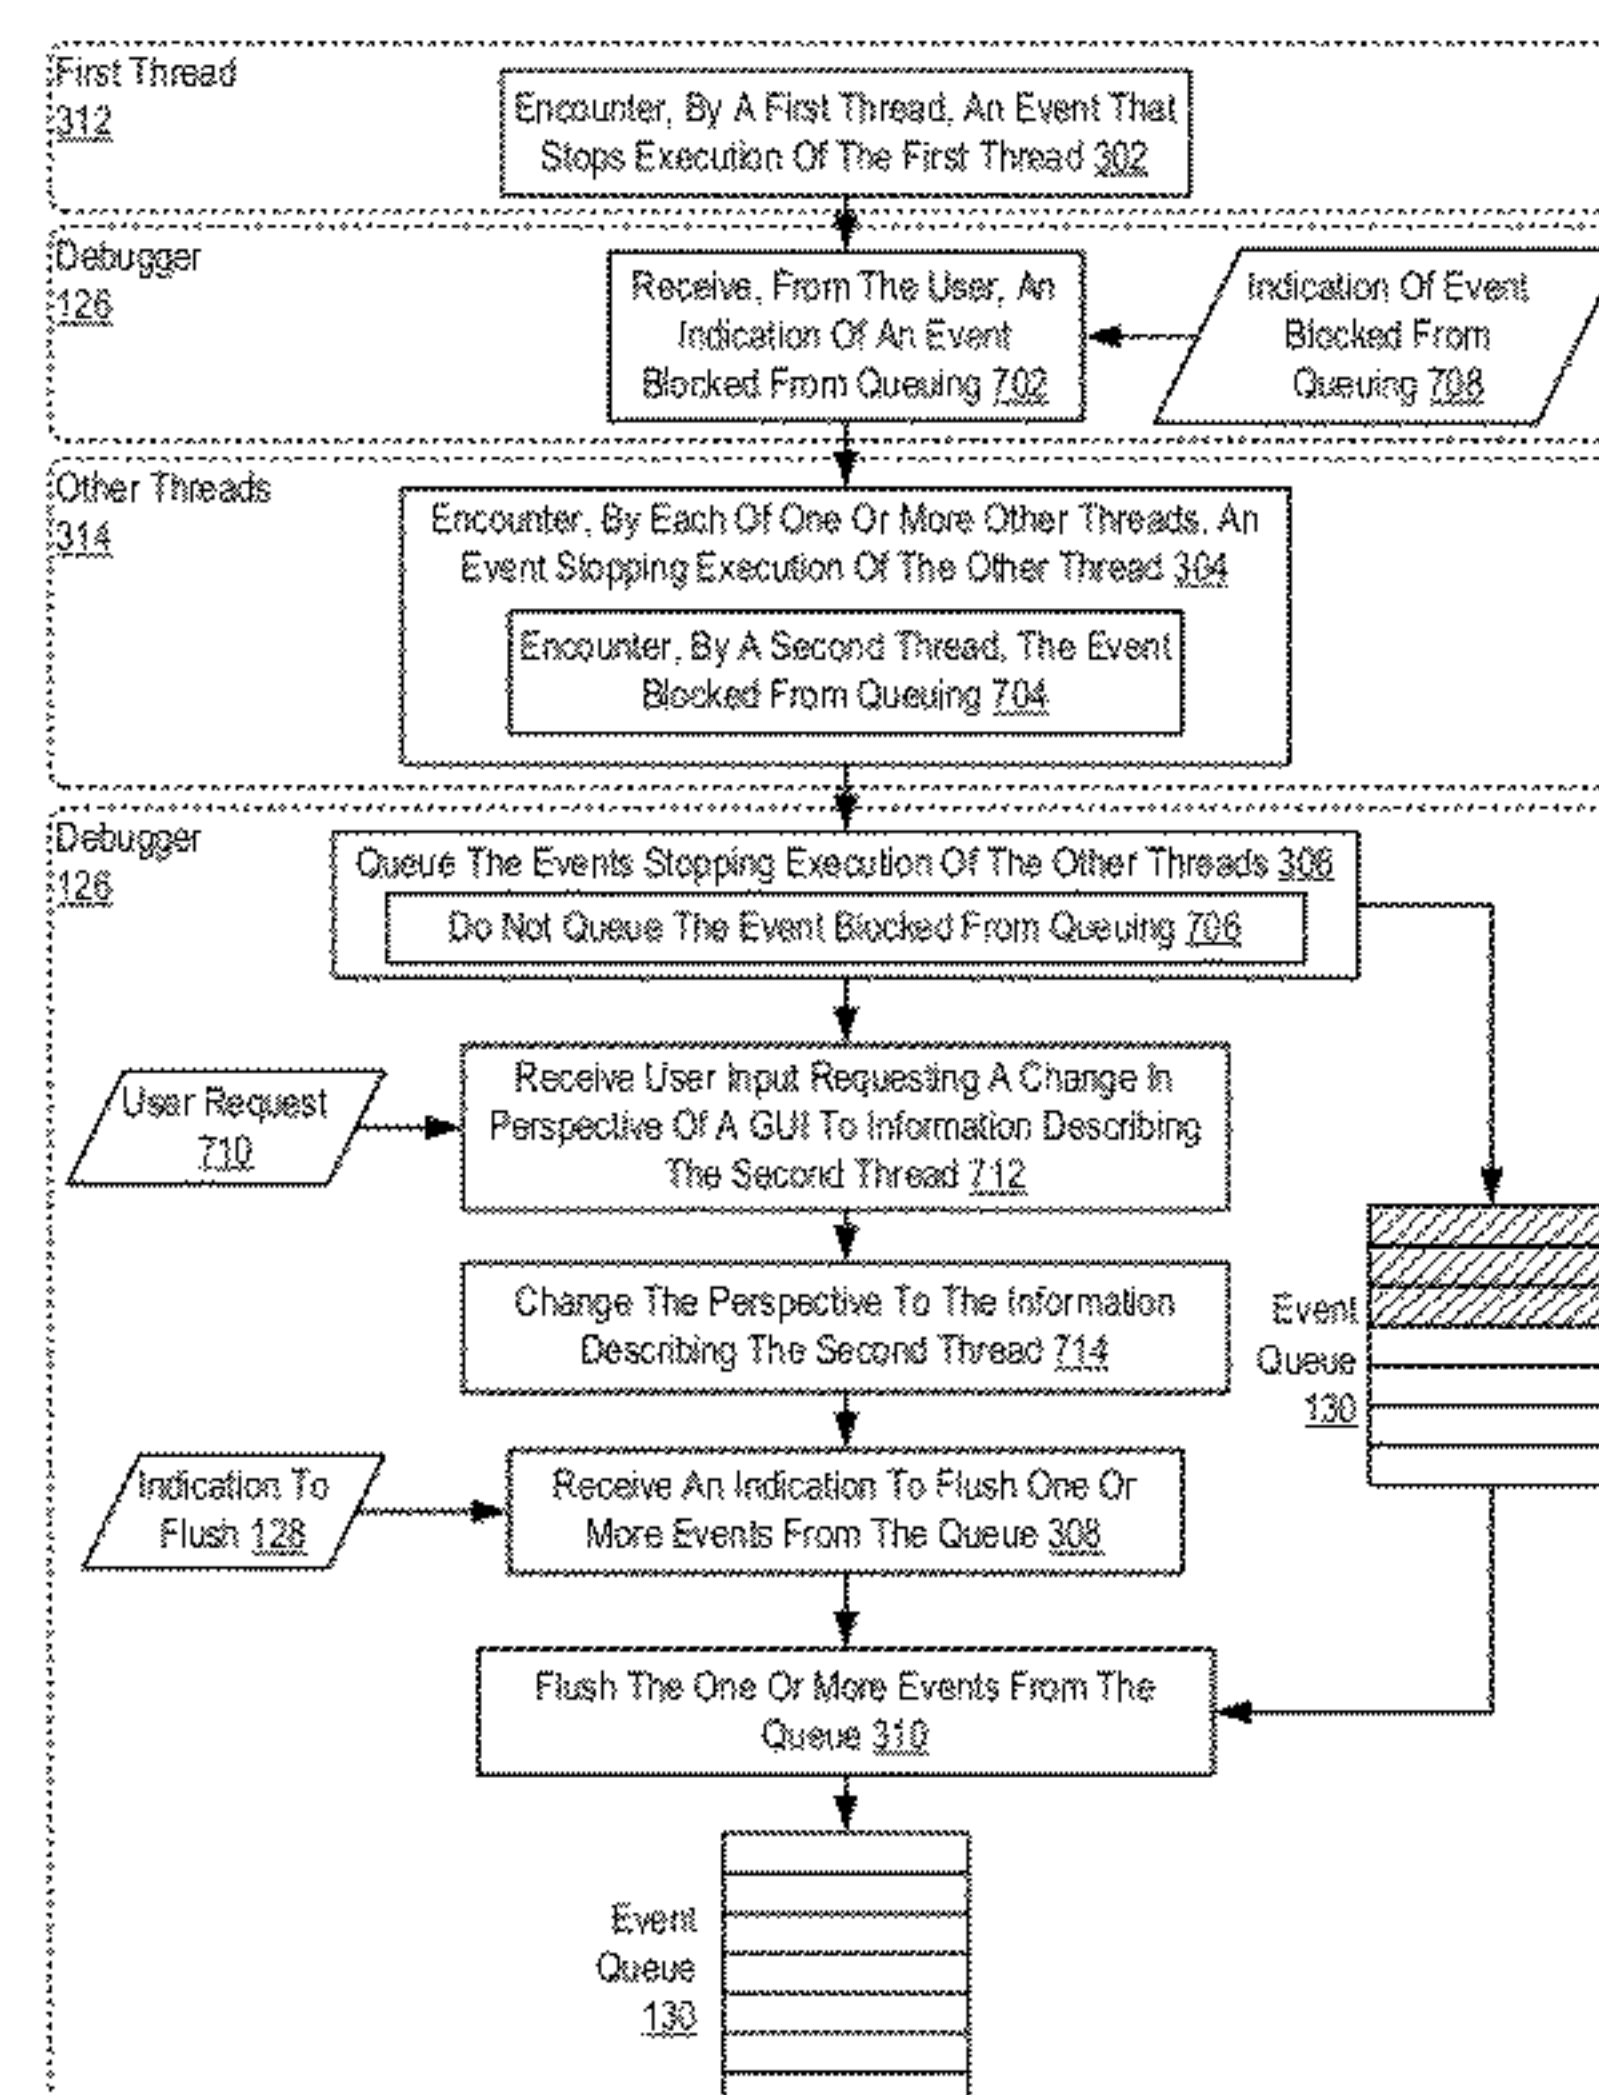 First Thread
312
Encounter, By A First Thread, An Event That
Stops Execution Of The First Thread 302
Debugger
126
Receive, From The User, An
Indication Of An Event
Blocked From Queuing 702
Indication Of Event
Blocked From
Queuing 708
Other Threads
314
Encounter, By Each Of One Or More Other Threads, An
Event Stopping Execution Of The Other Thread 304
Encounter, By A Second Thread, The Event
Blocked From Queuing 704
Debugger
126
Queue The Events Stopping Execution Of The Other Threads 306
Do Not Queue The Event Blocked From Queuing 706
User Request
710
Receive User Input Requesting A Change In
Perspective Of A GUI To Information Describing
The Second Thread 712
Change The Perspective To The Information
Describing The Second Thread 714
Event
Queue
130
Indication To
Flush 128
Receive An Indication To Flush One Or
More Events From The Queue 308
Flush The One Or More Events From The
Queue 310
Event
Queue
130